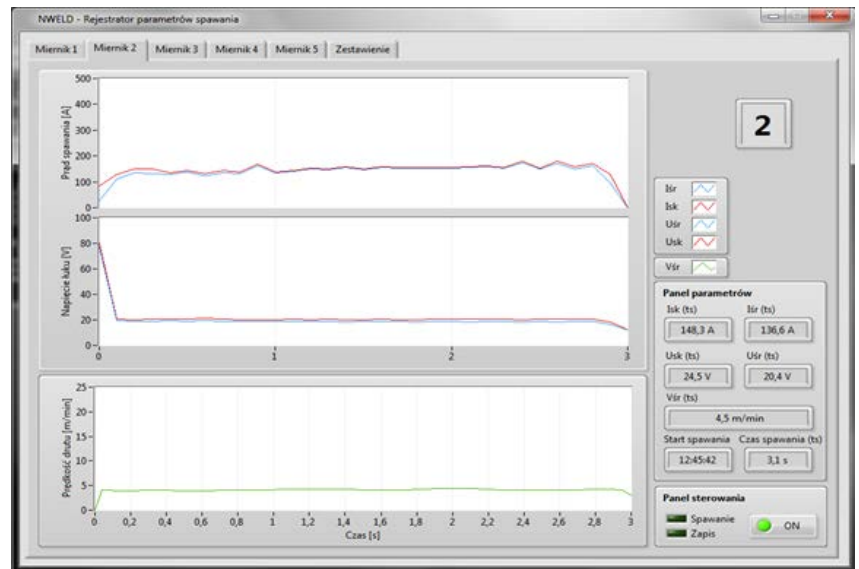 NWELD - Rejestrator parametrów spawania
Miernik 1 Miernik 2 Miernik 3 Miernik 4 Miernik 5 Zestawienie
Prąd spawania [A]
500
400
300
200
100
0
Napięcie łuku [V]
100
80
60
40
20
0
0 1 2 3
Prędkość drutu [m/min]
25
20
15
10
5
0
0 0,2 0,4 0,6 0,8 1 1,2 1,4 1,6 1,8 2 2,2 2,4 2,6 2,8 3
Czas [s]
2
Iśr
Isk
Uśr
Usk
Vśr
Panel parametrów
Isk (ts) Iśr (ts)
148,3 A 136,6 A
Usk (ts) Uśr (ts)
24,5 V 20,4 V
Vśr (ts)
4,5 m/min
Start spawania Czas spawania (ts)
12:45:42 3,1 s
Panel sterowania
Spawanie
Zapis
ON